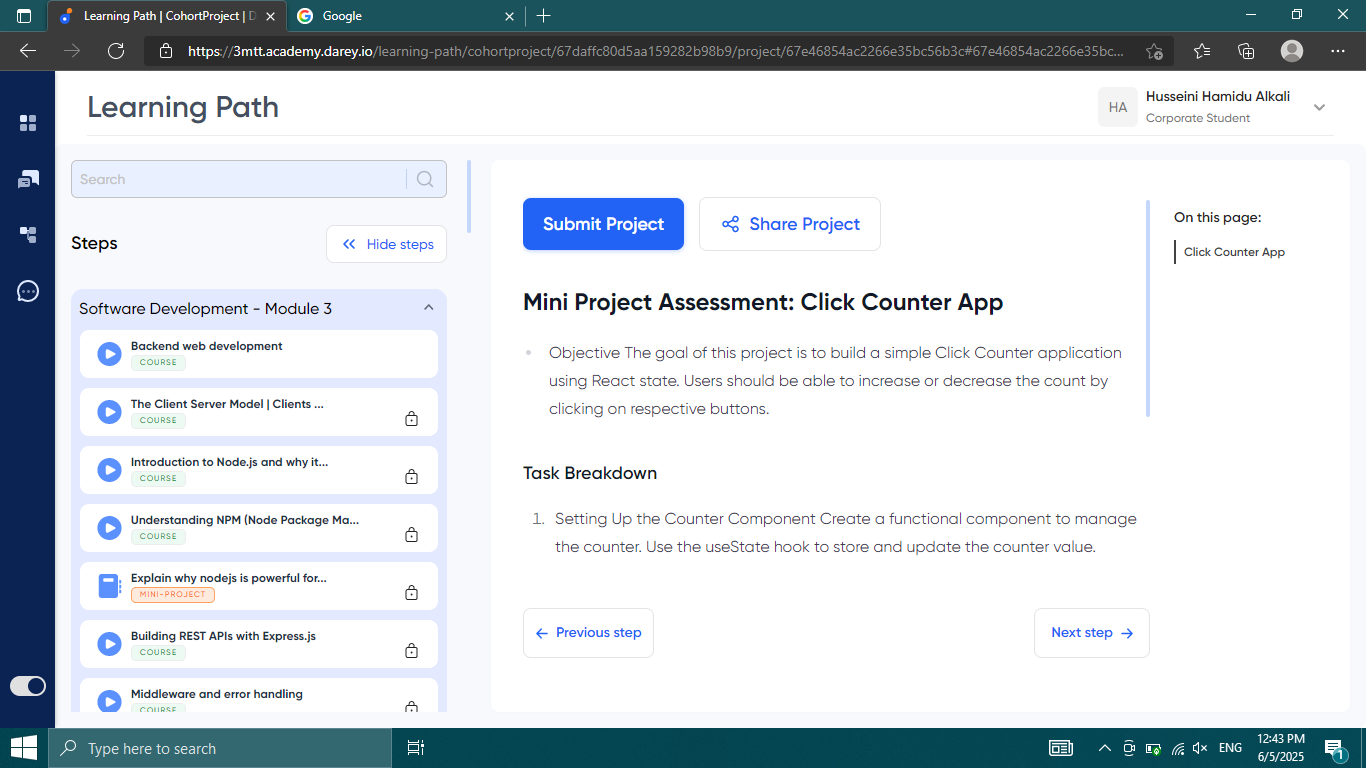 Learning Path | CohortProject | D
Google
https://3mtt.academy.darey.io/learning-path/cohortproject/67daffc80d5aa159282b98b9/project/67e46854ac2266e35bc56b3c#67e46854ac2266e35bc...
Learning Path
HA
Husseini Hamidu Alkali
Corporate Student
Search
Steps
Hide steps
Software Development - Module 3
Backend web development
COURSE
The Client Server Model | Clients ...
COURSE
Introduction to Node.js and why it...
COURSE
Understanding NPM (Node Package Ma...
COURSE
Explain why nodejs is powerful for...
MINI-PROJECT
Building REST APIs with Express.js
COURSE
Middleware and error handling
COURSE
Submit Project
Share Project
Mini Project Assessment: Click Counter App
Objective The goal of this project is to build a simple Click Counter application
using React state. Users should be able to increase or decrease the count by
clicking on respective buttons.
Task Breakdown
1. Setting Up the Counter Component Create a functional component to manage
the counter. Use the useState hook to store and update the counter value.
Previous step
Next step
On this page:
Click Counter App
Type here to search
ENG
12:43 PM
6/5/2025
1